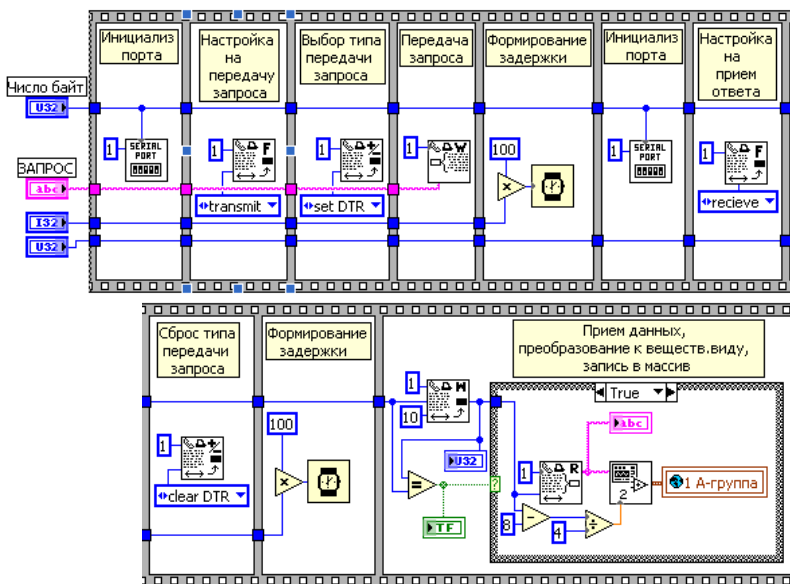 Инициализ
порта
Настройка
на
передачу
запроса
Выбор типа
передачи
запроса
Передача
запроса
Формирование
задержки
Инициализ
порта
Настройка
на
прием
ответа
Число байт
U32
1
SERIAL
PORT
1
F
1
1
W
100
1
SERIAL
PORT
1
F
ЗАПРОС
abc
transmit
set DTR
×
recieve
I32
U32
Сброс типа
передачи
запроса
Формирование
задержки
Прием данных,
преобразование к веществ.виду,
запись в массив
1
W
True
10
100
abc
1
U32
1
R
clear DTR
×
=
?
2
1 А-группа
8
-
4
÷
TF